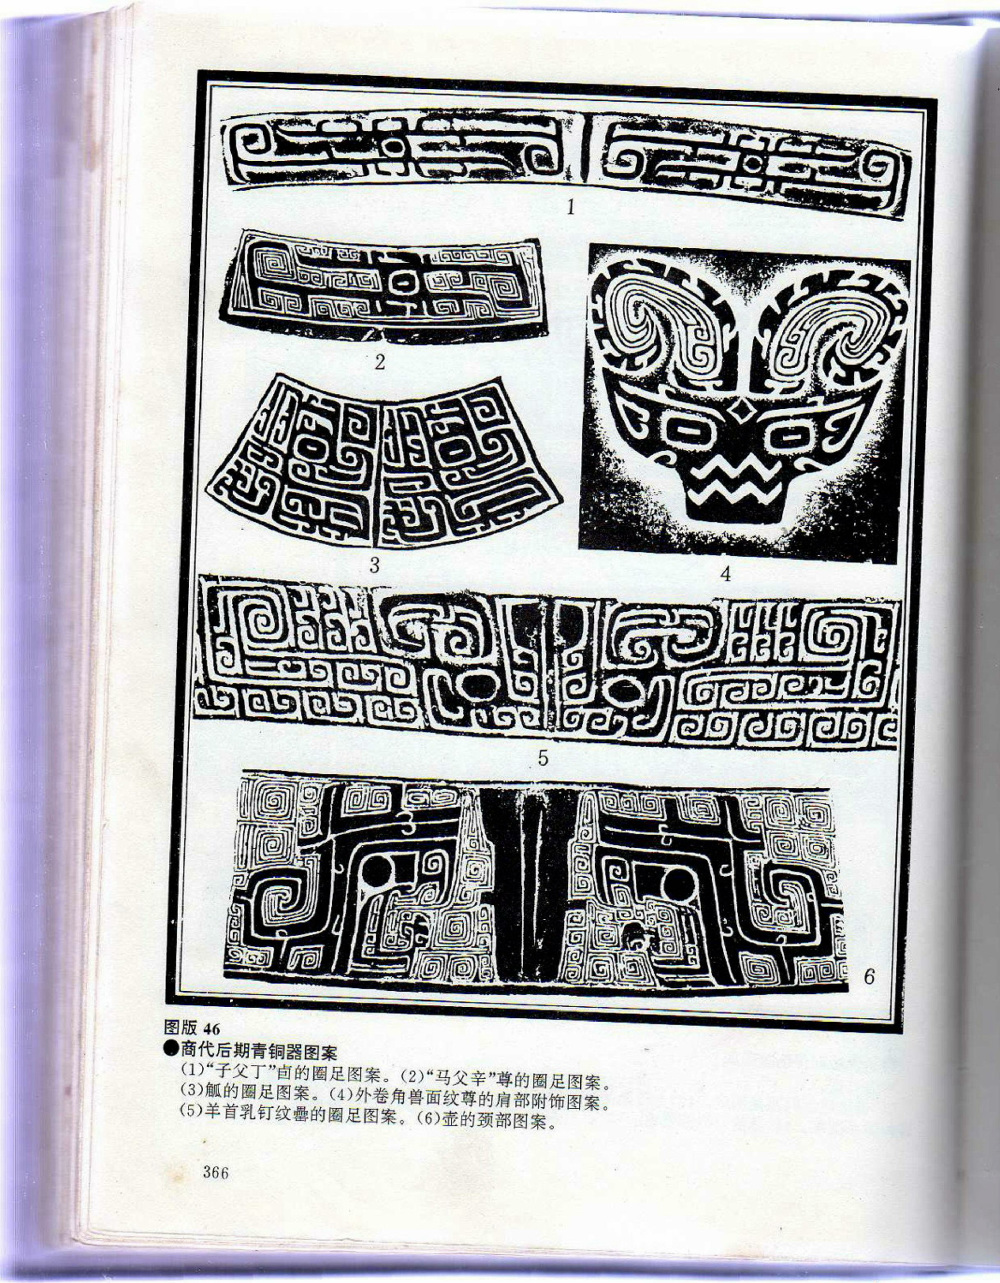 1
2
3
4
5
6
图版 46
●商代后期青铜器图案
(1)“子父丁”卣的圈足图案。(2)“马父辛”尊的圈足图案。
(3)觚的圈足图案。(4)外卷角兽面纹尊的肩部附饰图案。
(5)羊首乳钉纹罍的圈足图案。(6)壶的颈部图案。
366